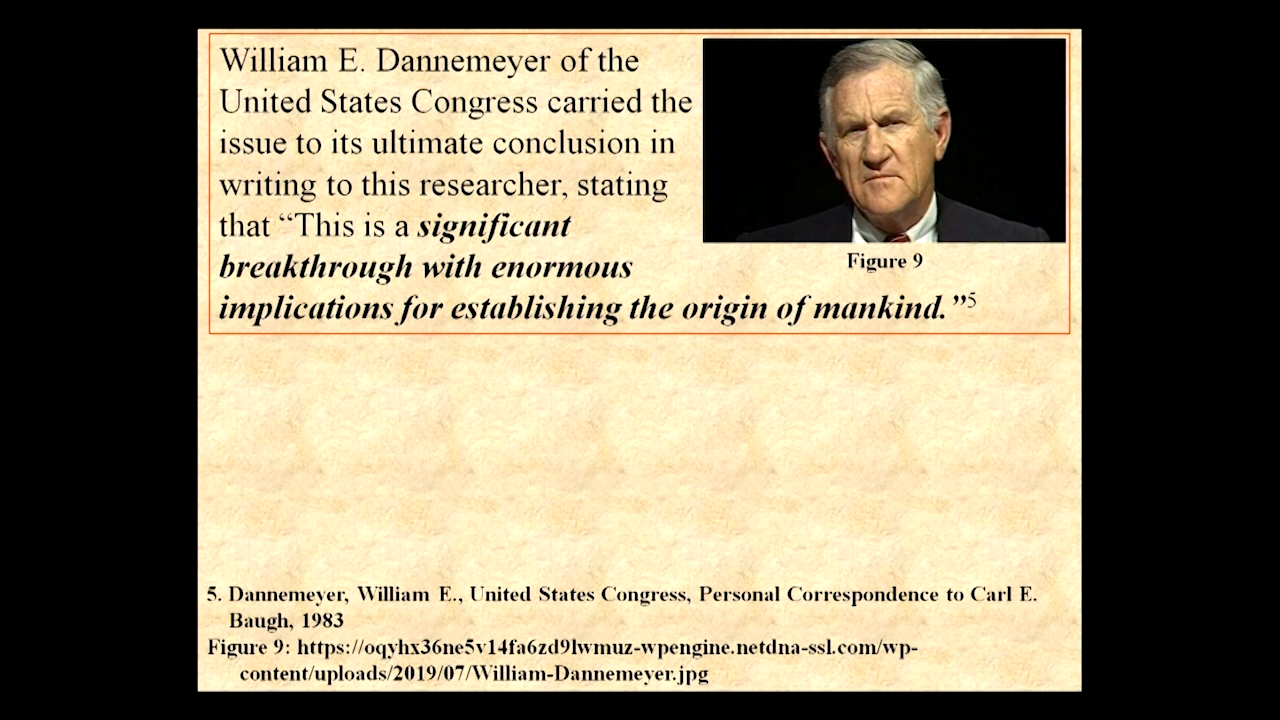 William E. Dannemeyer of the
United States Congress carried the
issue to its ultimate conclusion in
writing to this researcher, stating
that “This is a significant
breakthrough with enormous
implications for establishing the origin of mankind.”5
Figure 9
5. Dannemeyer, William E., United States Congress, Personal Correspondence to Carl E.
Baugh, 1983
Figure 9: https://oqyhx36ne5v14fa6zd9lwmuz-wpengine.netdna-ssl.com/wp-
content/uploads/2019/07/William-Dannemeyer.jpg